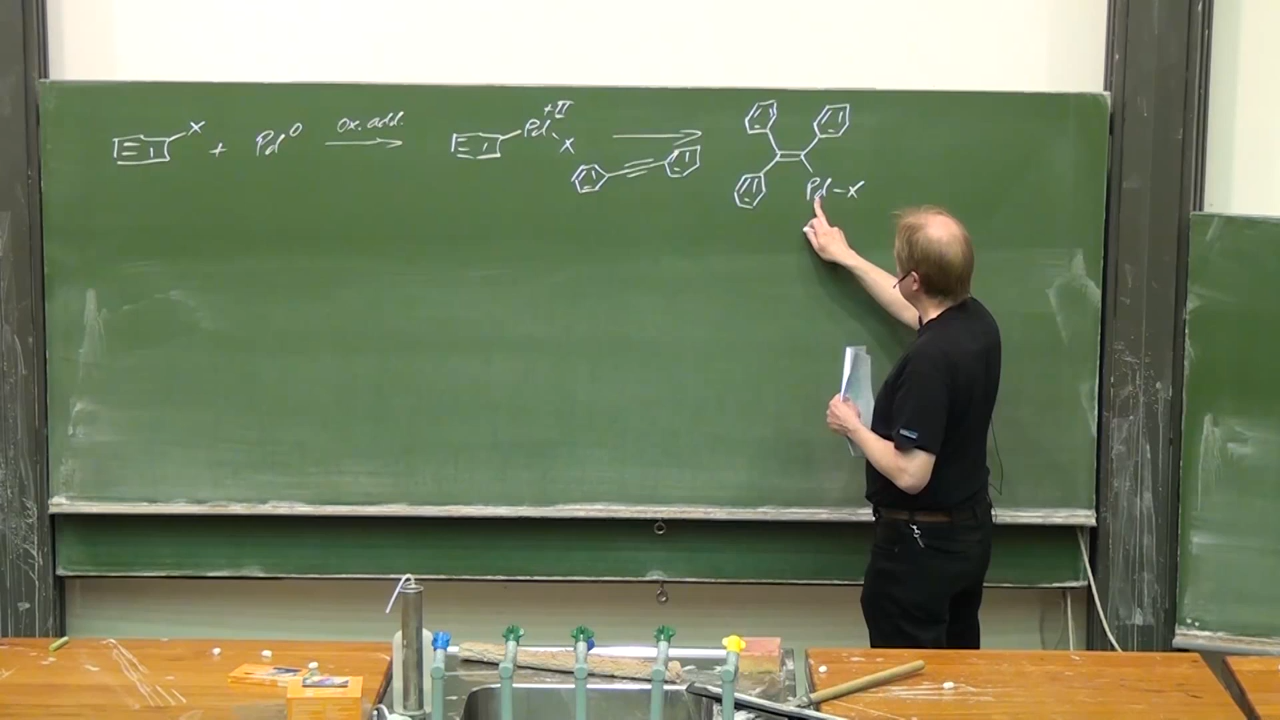 X + Pd⁰ Ox. add. Pd +II X
Pd-X